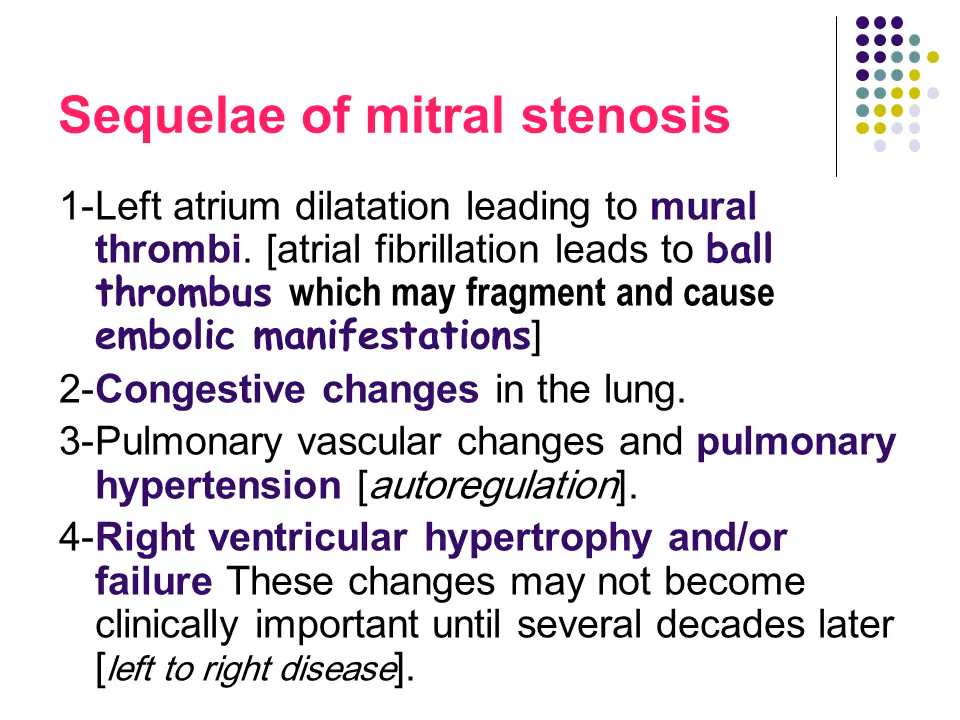 Sequelae of mitral stenosis
1-Left atrium dilatation leading to mural
thrombi. [atrial fibrillation leads to ball
thrombus which may fragment and cause
embolic manifestations]
2-Congestive changes in the lung.
3-Pulmonary vascular changes and pulmonary
hypertension [autoregulation].
4-Right ventricular hypertrophy and/or
failure These changes may not become
clinically important until several decades later
[left to right disease].